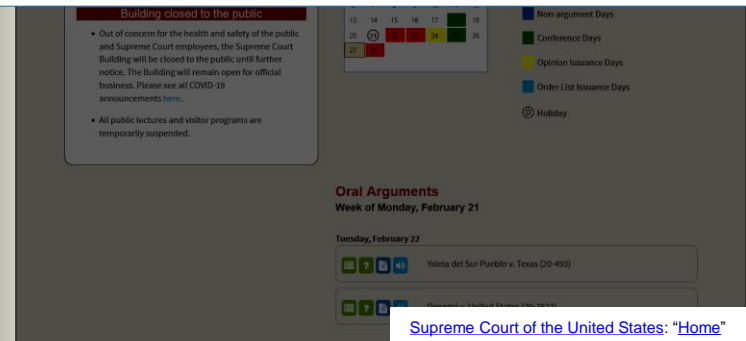 Building closed to the public
• Out of concern for the health and safety of the public
and Supreme Court employees, the Supreme Court
Building will be closed to the public until further
notice. The Building will remain open for official
business. Please see all COVID-19
announcements here.
• All public lectures and visitor programs are
temporarily suspended.
13 14 15 16 17 19
20 21 24 26
27
Non-argument Days
Conference Days
Opinion Issuance Days
Order List Issuance Days
Holiday
Oral Arguments
Week of Monday, February 21
Tuesday, February 22
Ysleta del Sur Pueblo v. Texas (20-493)
v. United States
Supreme Court of the United States: “Home”